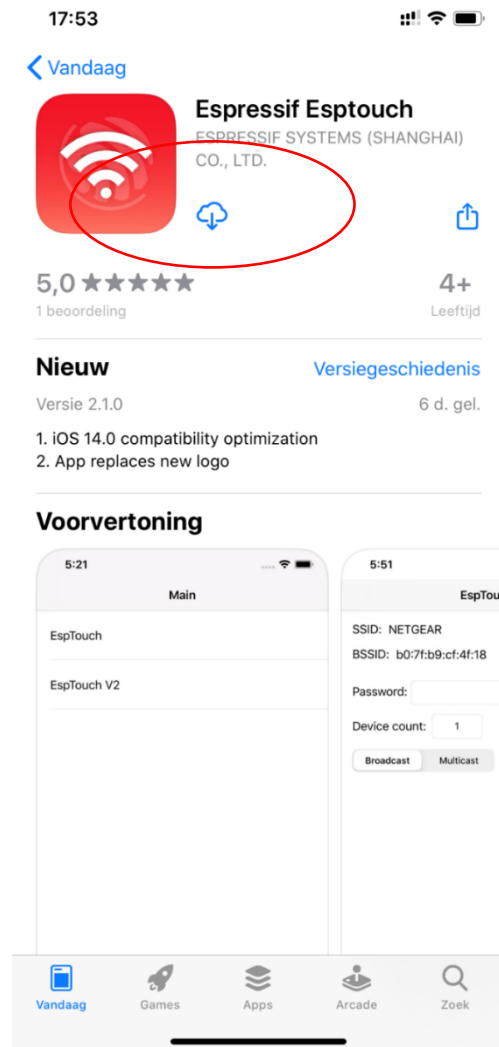 17:53
Vandaag
Espressif Esptouch
ESPRESSIF SYSTEMS (SHANGHAI)
CO., LTD.
5,0 ★★★★★
4+
1 beoordeling
Leeftijd
Nieuw
Versiegeschiedenis
Versie 2.1.0
6 d. gel.
1. iOS 14.0 compatibility optimization
2. App replaces new logo
Voorvertoning
5:21
Main
EspTouch
EspTouch V2
5:51
EspTou
SSID: NETGEAR
BSSID: b0:7f:b9:cf:4f:18
Password:
Device count: 1
Broadcast Multicast
Vandaag
Games
Apps
Arcade
Zoek